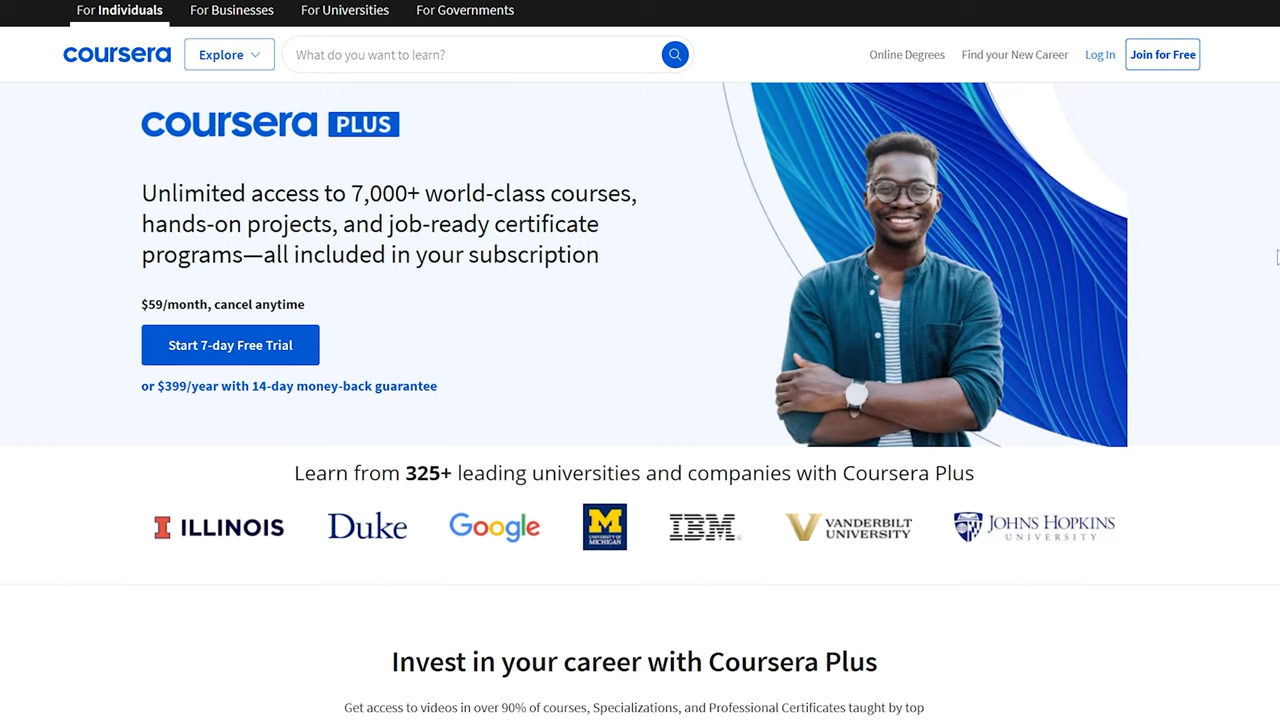 For Individuals
For Businesses
For Universities
For Governments
coursera
Explore
What do you want to learn?
Online Degrees
Find your New Career
Log In
Join for Free
coursera PLUS
Unlimited access to 7,000+ world-class courses,
hands-on projects, and job-ready certificate
programs—all included in your subscription
$59/month, cancel anytime
Start 7-day Free Trial
or $399/year with 14-day money-back guarantee
Learn from 325+ leading universities and companies with Coursera Plus
I ILLINOIS
Duke
Google
M
UNIVERSITY OF
MICHIGAN
IBM
V VANDERBILT
UNIVERSITY
JOHNS HOPKINS
UNIVERSITY
Invest in your career with Coursera Plus
Get access to videos in over 90% of courses, Specializations, and Professional Certificates taught by top